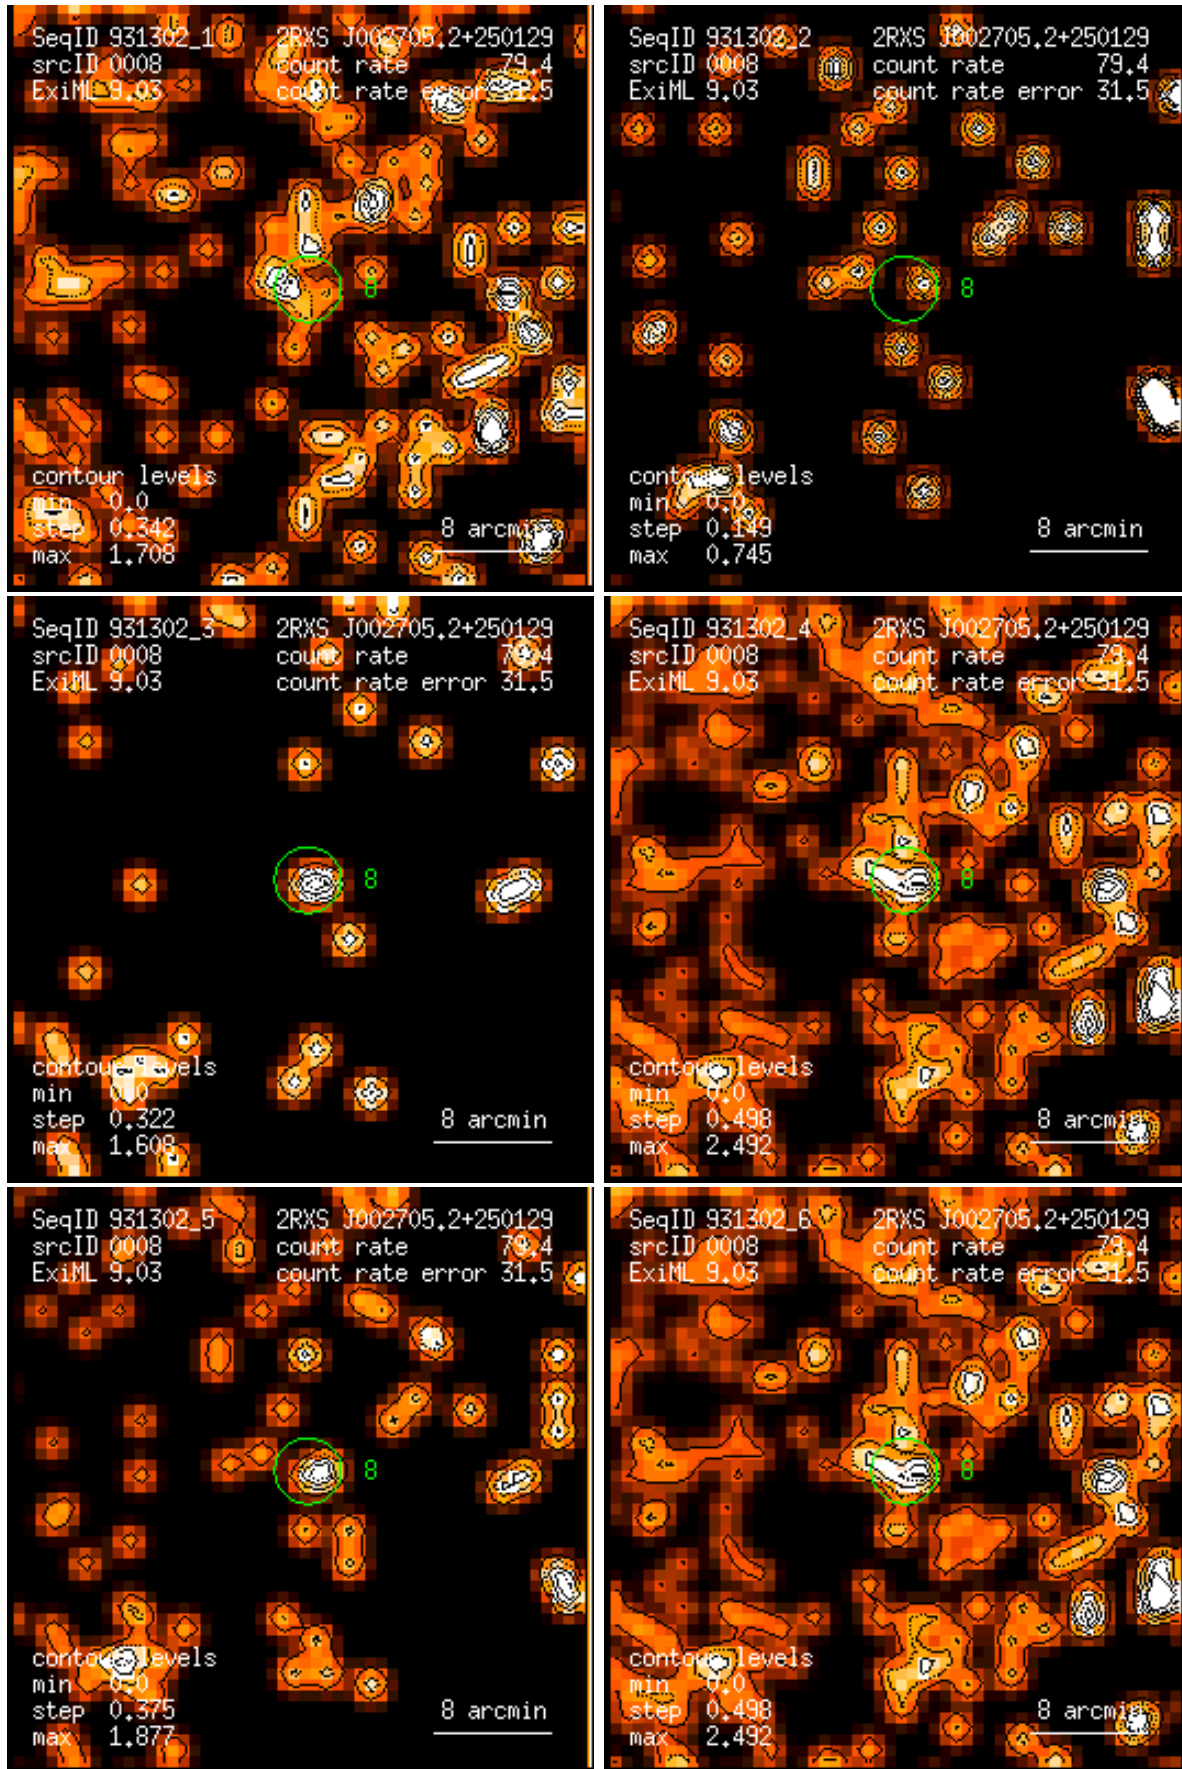 SeqID 931302_1 2RXS J002705.2+250129
srcID 0008 count rate 79.4
ExiML 9.03 count rate error 31.5
8
contour levels
min 0.0
step 0.342 8 arcmin
max 1.708
SeqID 931302_2 2RXS J002705.2+250129
srcID 0008 count rate 79.4
ExiML 9.03 count rate error 31.5
8
contour levels
min 0.0
step 0.149 8 arcmin
max 0.745
SeqID 931302_3 2RXS J002705.2+250129
srcID 0008 count rate 79.4
ExiML 9.03 count rate error 31.5
8
contour levels
min 0.0
step 0.322 8 arcmin
max 1.608
SeqID 931302_4 2RXS J002705.2+250129
srcID 0008 count rate 79.4
ExiML 9.03 count rate error 31.5
8
contour levels
min 0.0
step 0.498 8 arcmin
max 2.492
SeqID 931302_5 2RXS J002705.2+250129
srcID 0008 count rate 79.4
ExiML 9.03 count rate error 31.5
8
contour levels
min 0.0
step 0.375 8 arcmin
max 1.877
SeqID 931302_6 2RXS J002705.2+250129
srcID 0008 count rate 79.4
ExiML 9.03 count rate error 31.5
8
contour levels
min 0.0
step 0.498 8 arcmin
max 2.492